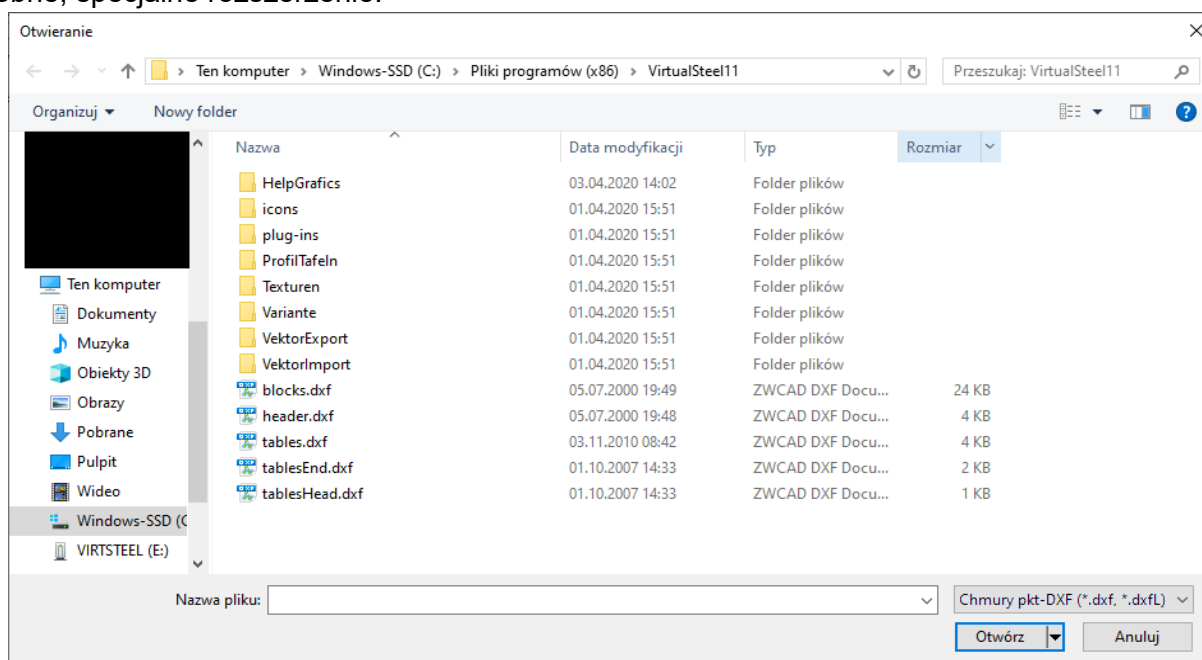 specjalne rozszerzenie.
Otwieranie
Ten komputer > Windows-SSD (C:) > Pliki programów (x86) > VirtualSteel11
Przeszukaj: VirtualSteel11
Organizuj Nowy folder
Nazwa Data modyfikacji Typ Rozmiar
HelpGrafics 03.04.2020 14:02 Folder plików
icons 01.04.2020 15:51 Folder plików
plug-ins 01.04.2020 15:51 Folder plików
ProfilTafeln 01.04.2020 15:51 Folder plików
Texturen 01.04.2020 15:51 Folder plików
Variante 01.04.2020 15:51 Folder plików
VektorExport 01.04.2020 15:51 Folder plików
VektorImport 01.04.2020 15:51 Folder plików
blocks.dxf 05.07.2000 19:49 ZWCAD DXF Docu... 24 KB
header.dxf 05.07.2000 19:48 ZWCAD DXF Docu... 4 KB
tables.dxf 03.11.2010 08:42 ZWCAD DXF Docu... 4 KB
tablesEnd.dxf 01.10.2007 14:33 ZWCAD DXF Docu... 2 KB
tablesHead.dxf 01.10.2007 14:33 ZWCAD DXF Docu... 1 KB
Ten komputer
Dokumenty
Muzyka
Obiekty 3D
Obrazy
Pobrane
Pulpit
Wideo
Windows-SSD (C
VIRTSTEEL (E:)
Nazwa pliku:
Chmury pkt-DXF (*.dxf, *.dxfL)
Otwórz Anuluj